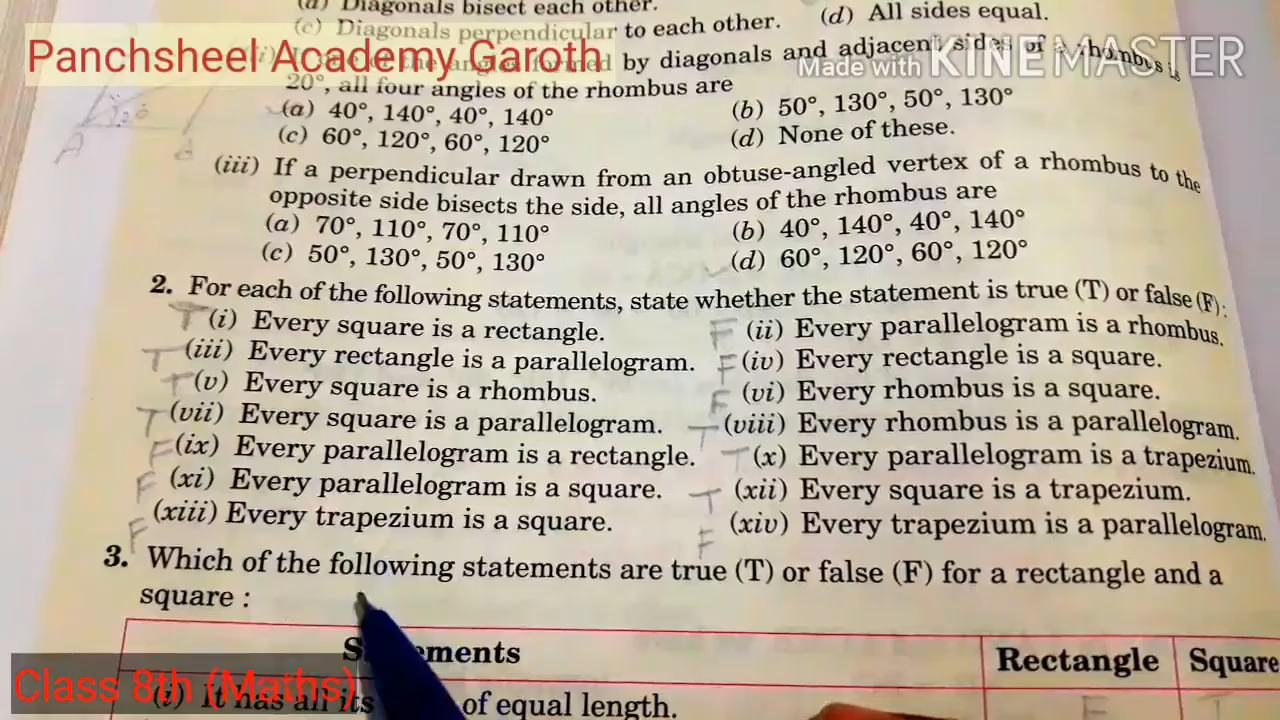 (a) Diagonals bisect each other.
(c) Diagonals perpendicular to each other. (d) All sides equal.
Panchsheel Academy Garoth
Made with KINEMASTER
of the angles formed by diagonals and adjacent sides of a rhombus is
20°, all four angles of the rhombus are
(a) 40°, 140°, 40°, 140° (b) 50°, 130°, 50°, 130°
(c) 60°, 120°, 60°, 120° (d) None of these.
(iii) If a perpendicular drawn from an obtuse-angled vertex of a rhombus to the
opposite side bisects the side, all angles of the rhombus are
(a) 70°, 110°, 70°, 110° (b) 40°, 140°, 40°, 140°
(c) 50°, 130°, 50°, 130° (d) 60°, 120°, 60°, 120°
2. For each of the following statements, state whether the statement is true (T) or false (F):
T (i) Every square is a rectangle. F (ii) Every parallelogram is a rhombus.
T (iii) Every rectangle is a parallelogram. F (iv) Every rectangle is a square.
T (v) Every square is a rhombus. F (vi) Every rhombus is a square.
T (vii) Every square is a parallelogram. T (viii) Every rhombus is a parallelogram.
F (ix) Every parallelogram is a rectangle. T (x) Every parallelogram is a trapezium.
F (xi) Every parallelogram is a square. T (xii) Every square is a trapezium.
F (xiii) Every trapezium is a square. F (xiv) Every trapezium is a parallelogram.
3. Which of the following statements are true (T) or false (F) for a rectangle and a
square :
Rectangle Square
Class 8th (Maths)
(i) It has all its of equal length. F T